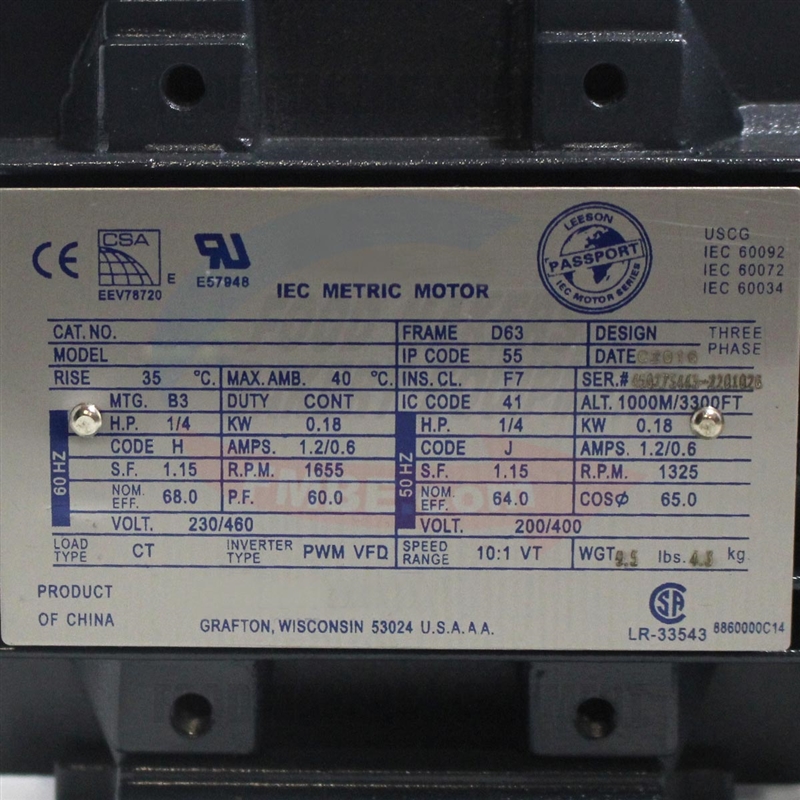 CE
CSA
E
EEV78720
UR
E57948
IEC METRIC MOTOR
LEESON
PASSPORT
IEC MOTOR SERIES
USCG
IEC 60092
IEC 60072
IEC 60034
CAT. NO. FRAME D63 DESIGN THREE PHASE
MODEL IP CODE 55 DATE
RISE 35 °C. MAX. AMB. 40 °C. INS. CL. F7 SER.#
MTG. B3 DUTY CONT IC CODE 41 ALT. 1000M/3300FT
60 HZ
H.P. 1/4 KW 0.18
CODE H AMPS. 1.2/0.6
S.F. 1.15 R.P.M. 1655
NOM. EFF. 68.0 P.F. 60.0
VOLT. 230/460
50 HZ
H.P. 1/4 KW 0.18
CODE J AMPS. 1.2/0.6
S.F. 1.15 R.P.M. 1325
NOM. EFF. 64.0 COSØ 65.0
VOLT. 200/400
LOAD TYPE CT INVERTER TYPE PWM VFD SPEED RANGE 10:1 VT WGT. 9.5 lbs. kg.
PRODUCT
OF CHINA
GRAFTON, WISCONSIN 53024 U.S.A. A.A.
SA
LR-33543
8860000C14